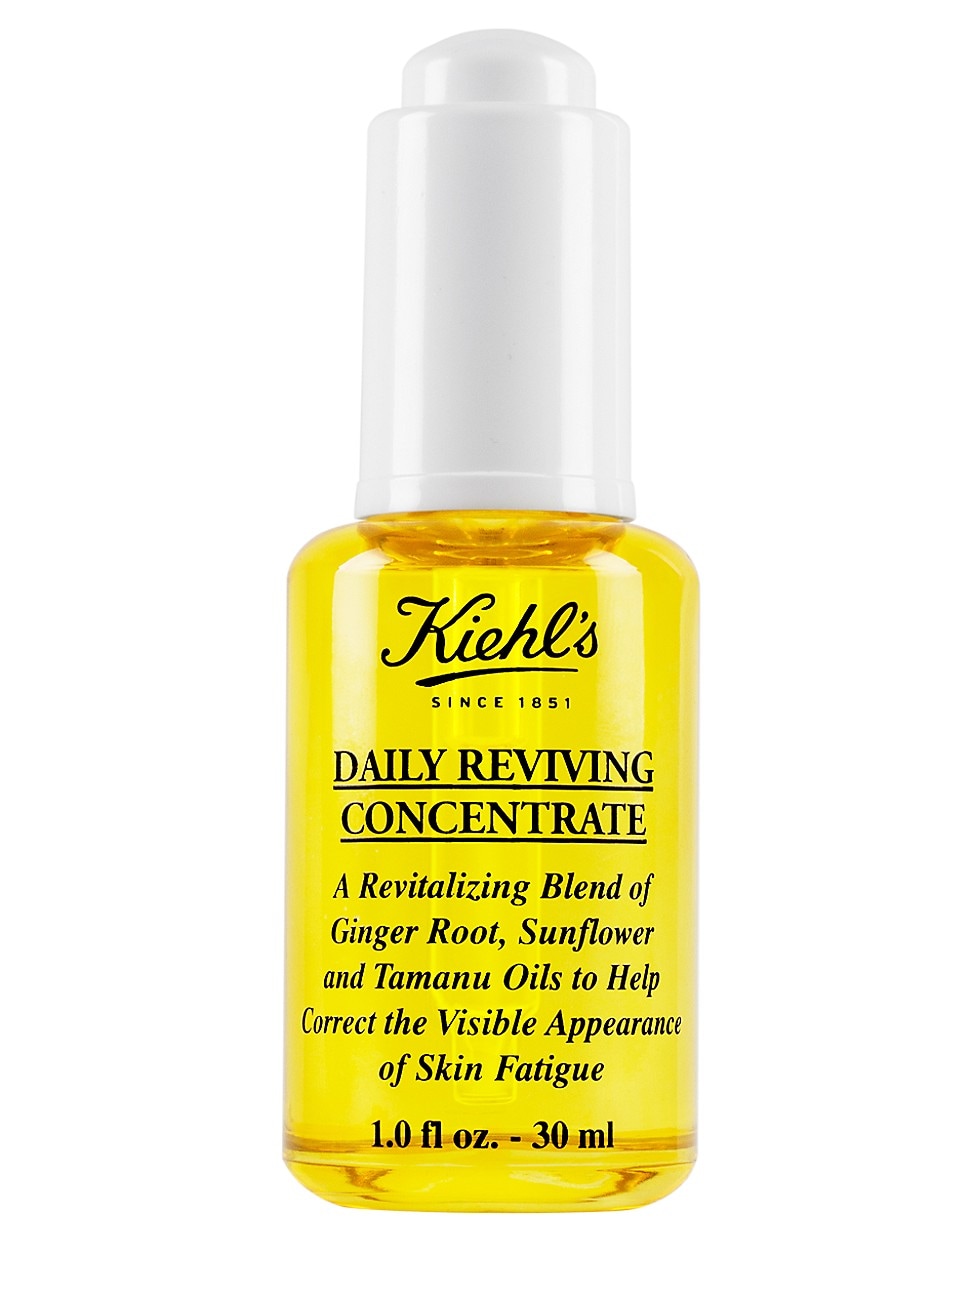 Kiehl's
SINCE 1851
DAILY REVIVING
CONCENTRATE
A Revitalizing Blend of
Ginger Root, Sunflower
and Tamanu Oils to Help
Correct the Visible Appearance
of Skin Fatigue
1.0 fl oz. - 30 ml